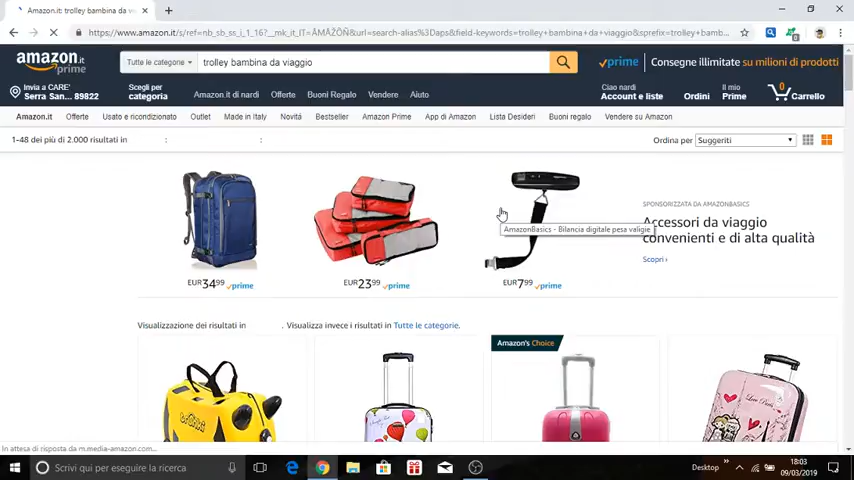 Amazon.it: trolley bambina da v
https://www.amazon.it/s/ref=nb_sb_ss_i_1_16?__mk_it_IT=ÅMÅŽÕÑ&url=search-alias%3Daps&field-keywords=trolley+bambina+da+viaggio&sprefix=trolley+bamb...
amazon.it
prime
Tutte le categorie
trolley bambina da viaggio
prime Consegne illimitate su milioni di prodotti
Invia a CARE'
Serra San... 89822
Scegli per
categoria
Amazon.it di nardi Offerte Buoni Regalo Vendere Aiuto
Ciao nardi
Account e liste
Ordini
Il mio
Prime
0
Carrello
Amazon.it Offerte Usato e ricondizionato Outlet Made in Italy Novità Bestseller Amazon Prime App di Amazon Lista Desideri Buoni regalo Vendere su Amazon
1-48 dei più di 2.000 risultati in : :
Ordina per Suggeriti
SPONSORIZZATA DA AMAZONBASICS
Accessori da viaggio
convenienti e di alta qualità
Scopri ›
AmazonBasics - Bilancia digitale pesa valigie
EUR34,99 prime
EUR23,99 prime
EUR7,99 prime
Visualizzazione dei risultati in . Visualizza invece i risultati in Tutte le categorie.
Amazon's Choice
Love Paris
In attesa di risposta da m.media-amazon.com...
Scrivi qui per eseguire la ricerca
Desktop
18:03
09/03/2019